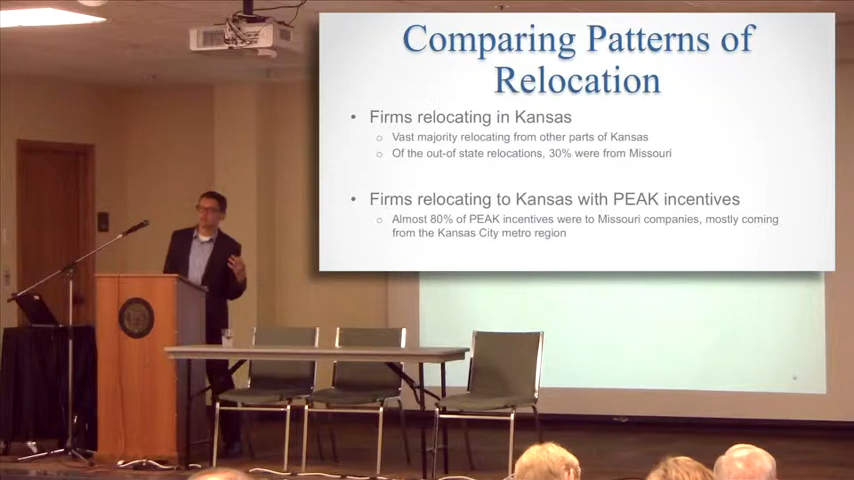 Comparing Patterns of
Relocation
• Firms relocating in Kansas
○ Vast majority relocating from other parts of Kansas
○ Of the out-of state relocations, 30% were from Missouri
• Firms relocating to Kansas with PEAK incentives
○ Almost 80% of PEAK incentives were to Missouri companies, mostly coming
from the Kansas City metro region